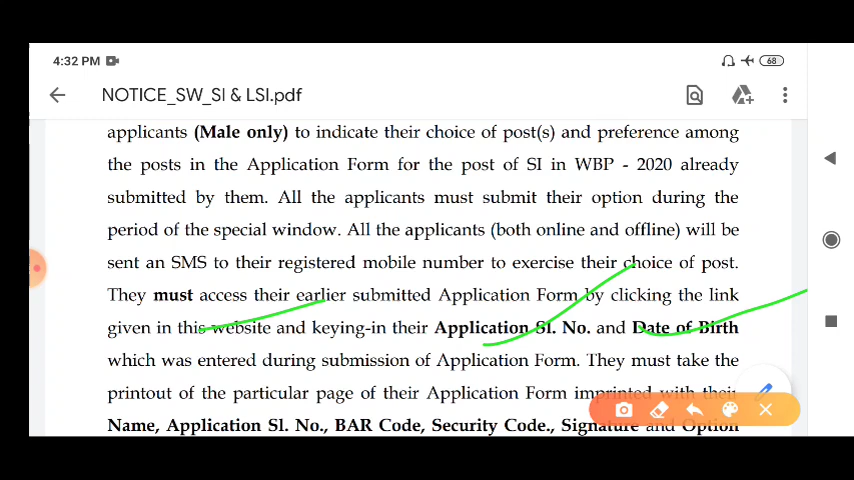 4:32 PM
68
NOTICE_SW_SI & LSI.pdf
applicants (Male only) to indicate their choice of post(s) and preference among
the posts in the Application Form for the post of SI in WBP - 2020 already
submitted by them. All the applicants must submit their option during the
period of the special window. All the applicants (both online and offline) will be
sent an SMS to their registered mobile number to exercise their choice of post.
They must access their earlier submitted Application Form by clicking the link
given in this website and keying-in their Application Sl. No. and Date of Birth
which was entered during submission of Application Form. They must take the
printout of the particular page of their Application Form imprinted with their
Name, Application Sl. No., BAR Code, Security Code., Signature and Option